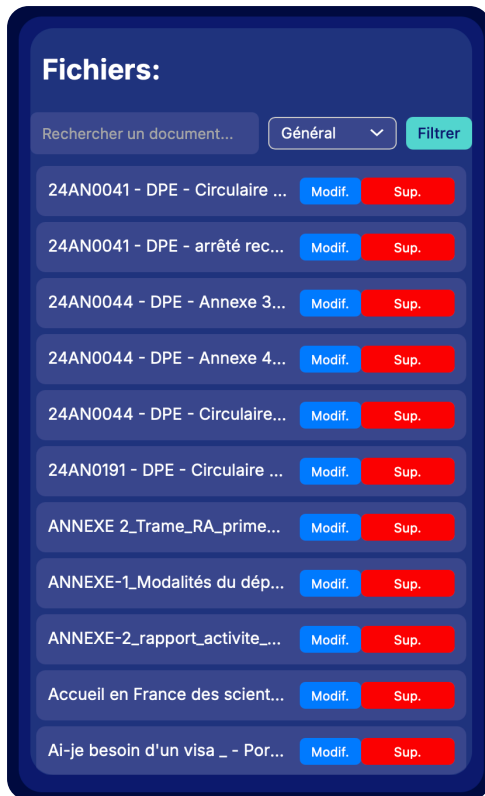 Fichiers:
Rechercher un document... Général Filtrer
24AN0041 - DPE - Circulaire ... Modif. Sup.
24AN0041 - DPE - arrêté rec... Modif. Sup.
24AN0044 - DPE - Annexe 3... Modif. Sup.
24AN0044 - DPE - Annexe 4... Modif. Sup.
24AN0044 - DPE - Circulaire... Modif. Sup.
24AN0191 - DPE - Circulaire ... Modif. Sup.
ANNEXE 2_Trame_RA_prime... Modif. Sup.
ANNEXE-1_Modalités du dép... Modif. Sup.
ANNEXE-2_rapport_activite_... Modif. Sup.
Accueil en France des scient... Modif. Sup.
Ai-je besoin d'un visa _ - Por... Modif. Sup.